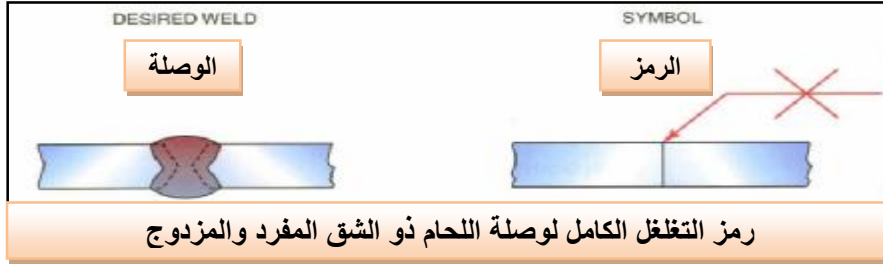 DESIRED WELD
SYMBOL
الوصلة
الرمز
رمز التغلغل الكامل لوصلة اللحام ذو الشق المفرد والمزدوج